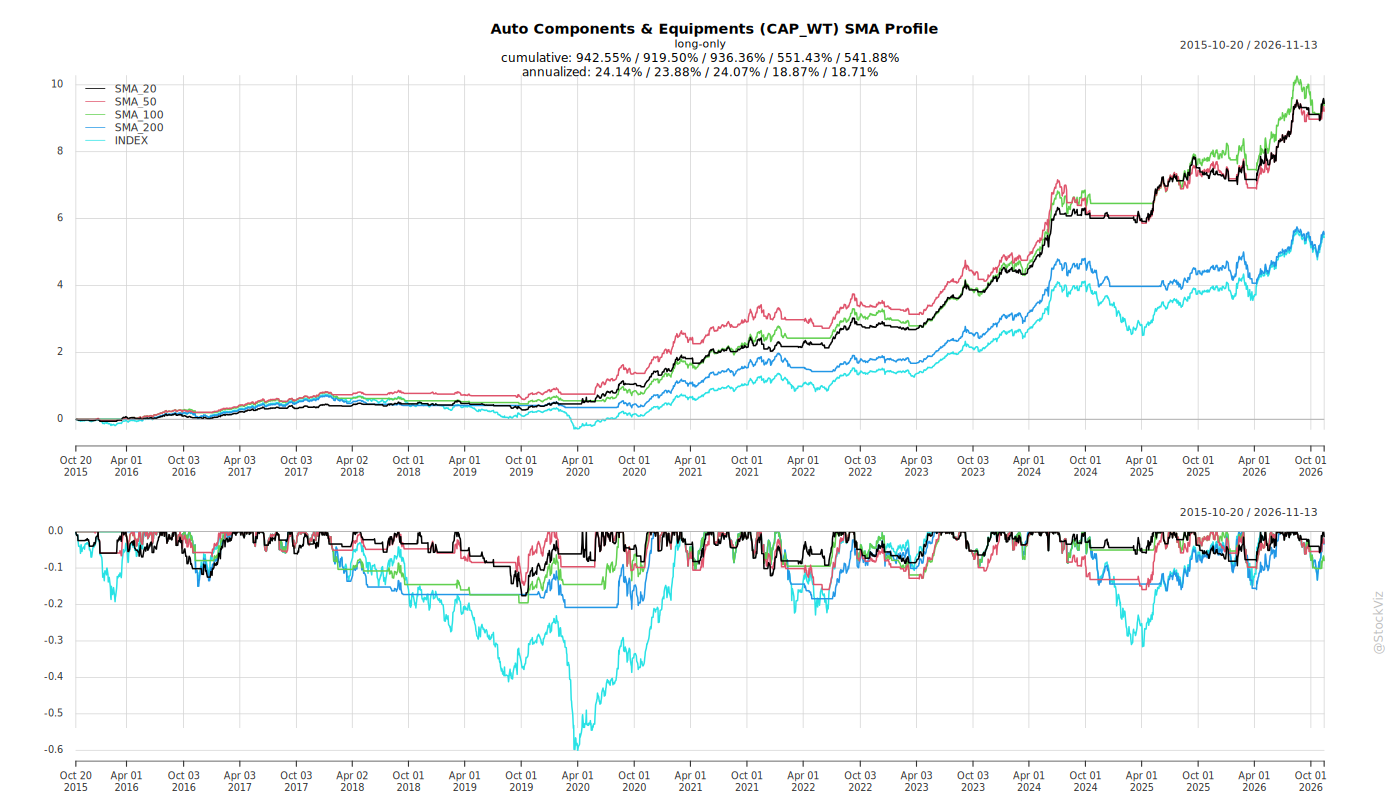 Auto Components & Equipments (CAP_WT) SMA Profile
long-only
2015-10-20 / 2026-11-13
cumulative: 942.55% / 919.50% / 936.36% / 551.43% / 541.88%
annualized: 24.14% / 23.88% / 24.07% / 18.87% / 18.71%
10
8
6
4
2
0
SMA_20
SMA_50
SMA_100
SMA_200
INDEX
Oct 20 Apr 01 Oct 03 Apr 03 Oct 03 Apr 02 Oct 01 Apr 01 Oct 01 Apr 01 Oct 01 Apr 01 Oct 01 Apr 01 Oct 03 Apr 03 Oct 03 Apr 01 Oct 01 Apr 01 Oct 01 Apr 01 Oct 01
2015 2016 2016 2017 2017 2018 2018 2019 2019 2020 2020 2021 2021 2022 2022 2023 2023 2024 2024 2025 2025 2026 2026
2015-10-20 / 2026-11-13
0.0
-0.1
-0.2
-0.3
-0.4
-0.5
-0.6
Oct 20 Apr 01 Oct 03 Apr 03 Oct 03 Apr 02 Oct 01 Apr 01 Oct 01 Apr 01 Oct 01 Apr 01 Oct 01 Apr 01 Oct 03 Apr 03 Oct 03 Apr 01 Oct 01 Apr 01 Oct 01 Apr 01 Oct 01
2015 2016 2016 2017 2017 2018 2018 2019 2019 2020 2020 2021 2021 2022 2022 2023 2023 2024 2024 2025 2025 2026 2026
@StockViz